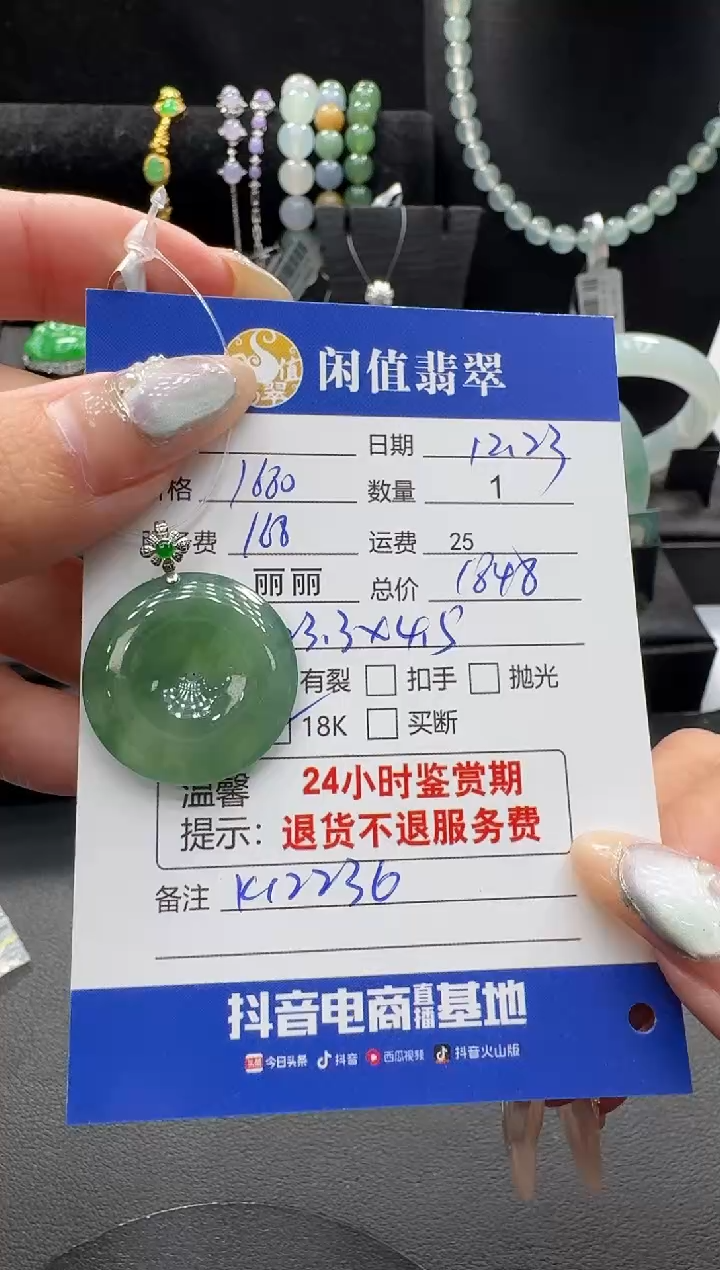 闲值翡翠
日期 12.23
格 1680 数量 1
费 168 运费 25
丽丽 总价 1848
3.3×4.5
有裂 扣手 抛光
18K 买断
温馨 24小时鉴赏期
提示: 退货不退服务费
备注 K12236
抖音电商直播基地
头条 今日头条 抖音 西瓜视频 抖音火山版